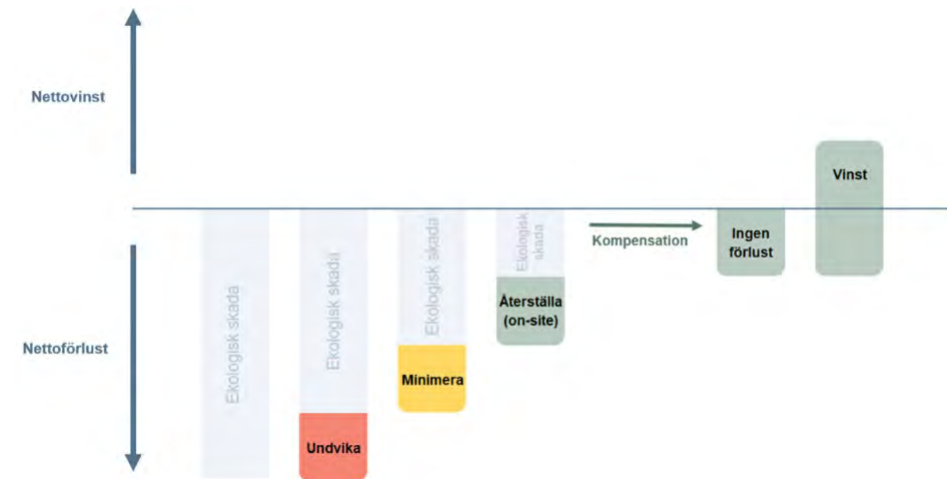 Nettovinst
Nettoförlust
Ekologisk skada
Ekologisk skada
Undvika
Ekologisk skada
Minimera
Ekologisk
skada
Återställa
(on-site)
Kompensation
Ingen
förlust
Vinst